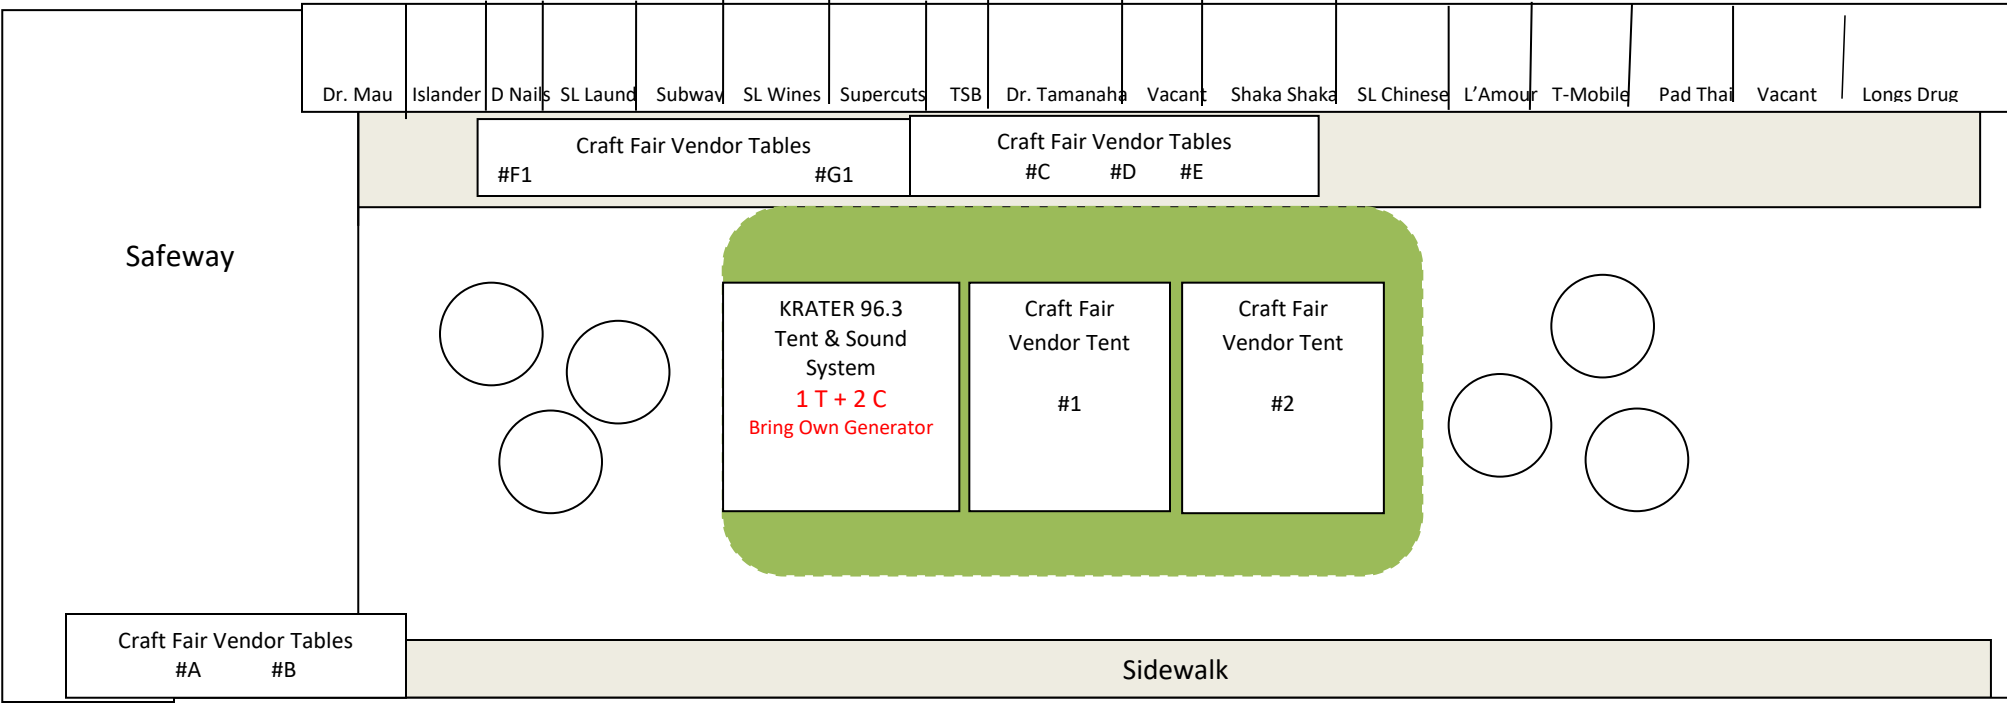 Dr. Mau Islander D Nails SL Laund Subway SL Wines Supercuts TSB Dr. Tamanaha Vacant Shaka Shaka SL Chinese L’Amour T-Mobile Pad Thai Vacant Longs Drug
Craft Fair Vendor Tables
#F1 #G1
Craft Fair Vendor Tables
#C #D #E
Safeway
KRATER 96.3
Tent & Sound
System
1 T + 2 C
Bring Own Generator
Craft Fair
Vendor Tent
#1
Craft Fair
Vendor Tent
#2
Craft Fair Vendor Tables
#A #B
Sidewalk